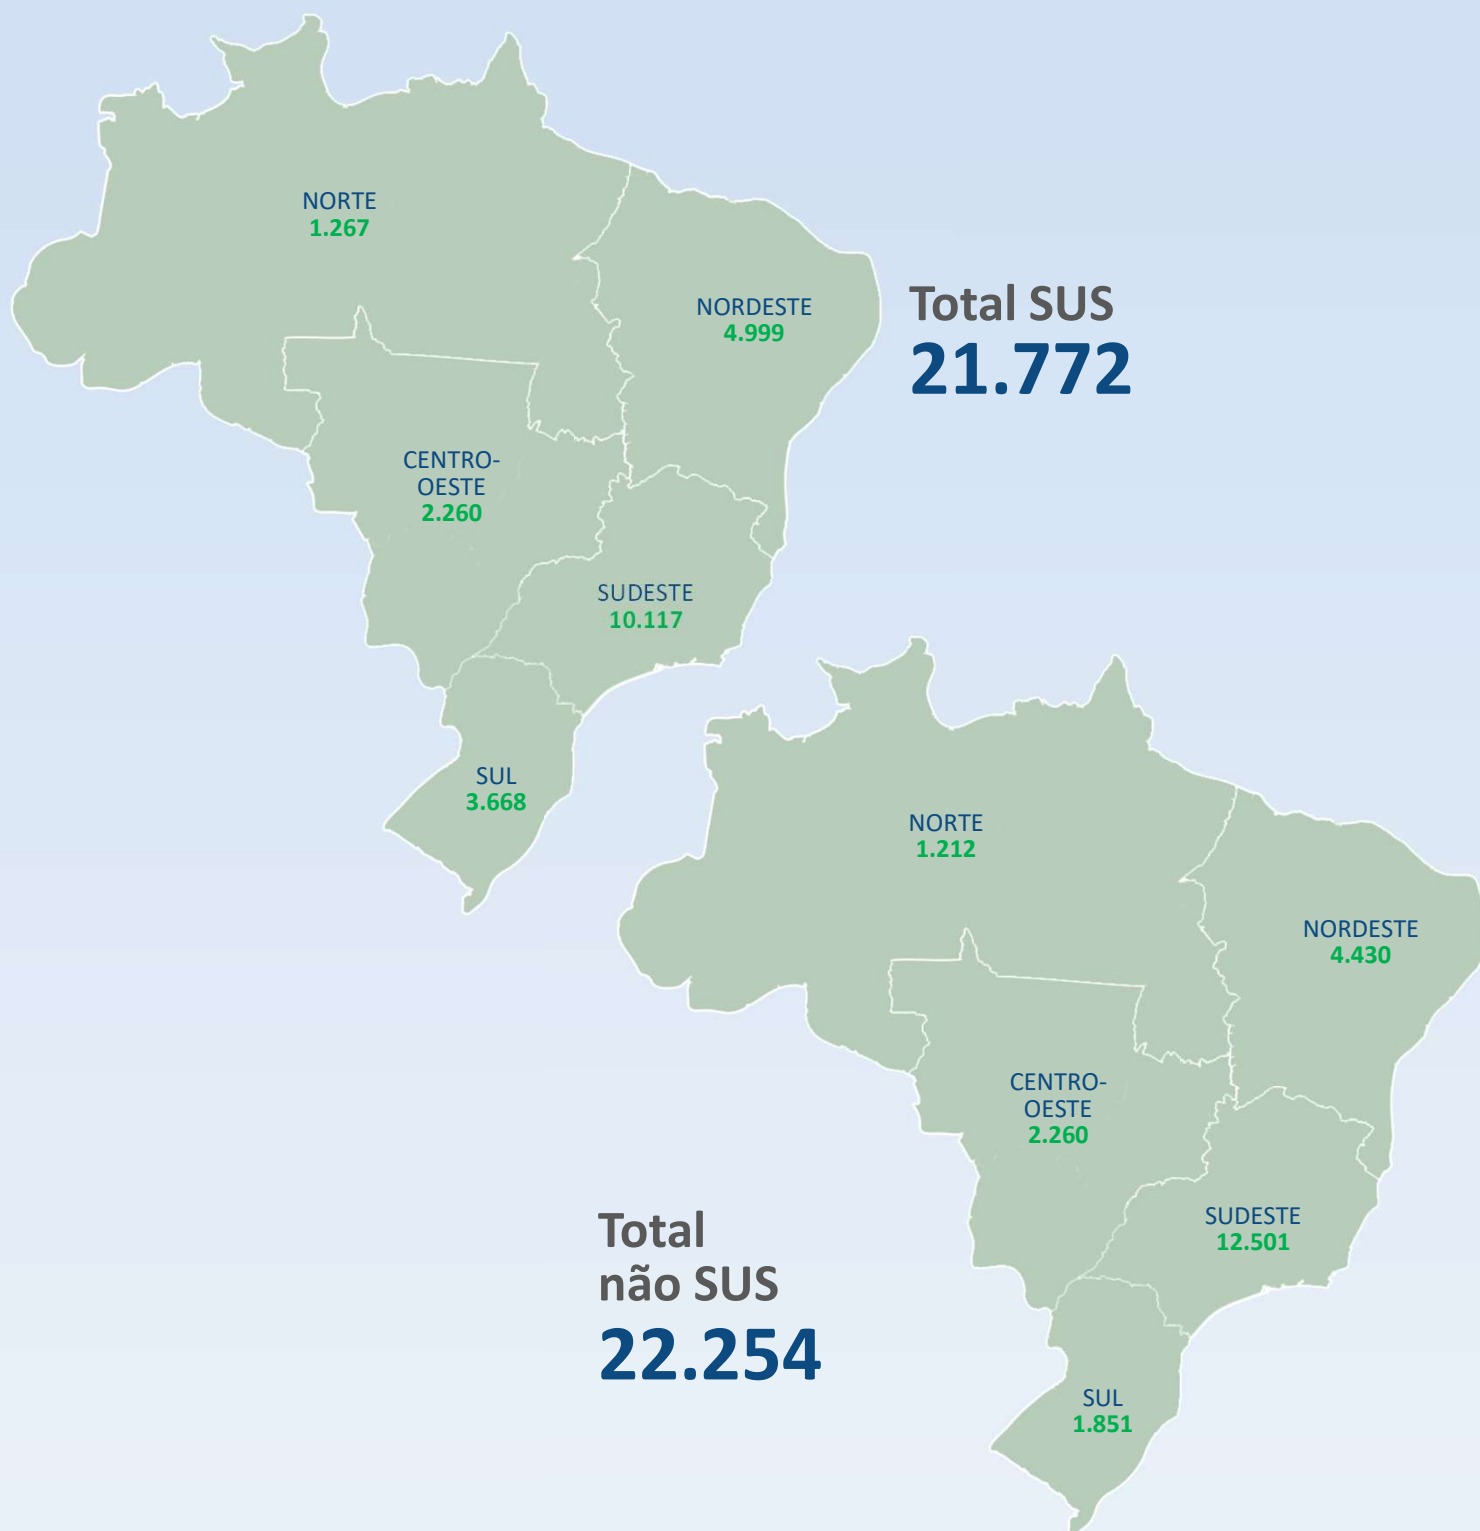 NORTE
1.267
NORDESTE
4.999
Total SUS
21.772
CENTRO-
OESTE
2.260
SUDESTE
10.117
SUL
3.668
NORTE
1.212
NORDESTE
4.430
CENTRO-
OESTE
2.260
SUDESTE
12.501
Total
não SUS
22.254
SUL
1.851